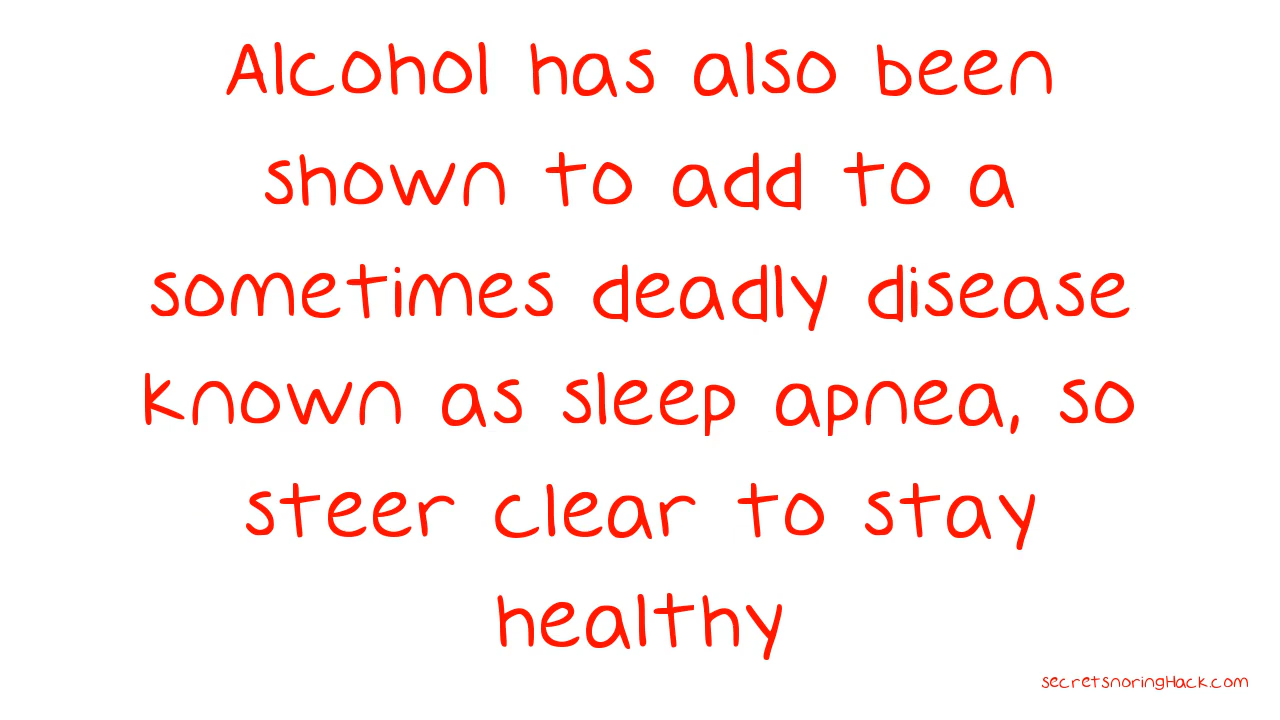 Alcohol has also been
shown to add to a
sometimes deadly disease
known as sleep apnea, so
steer clear to stay
healthy
secretsnoringHack.com